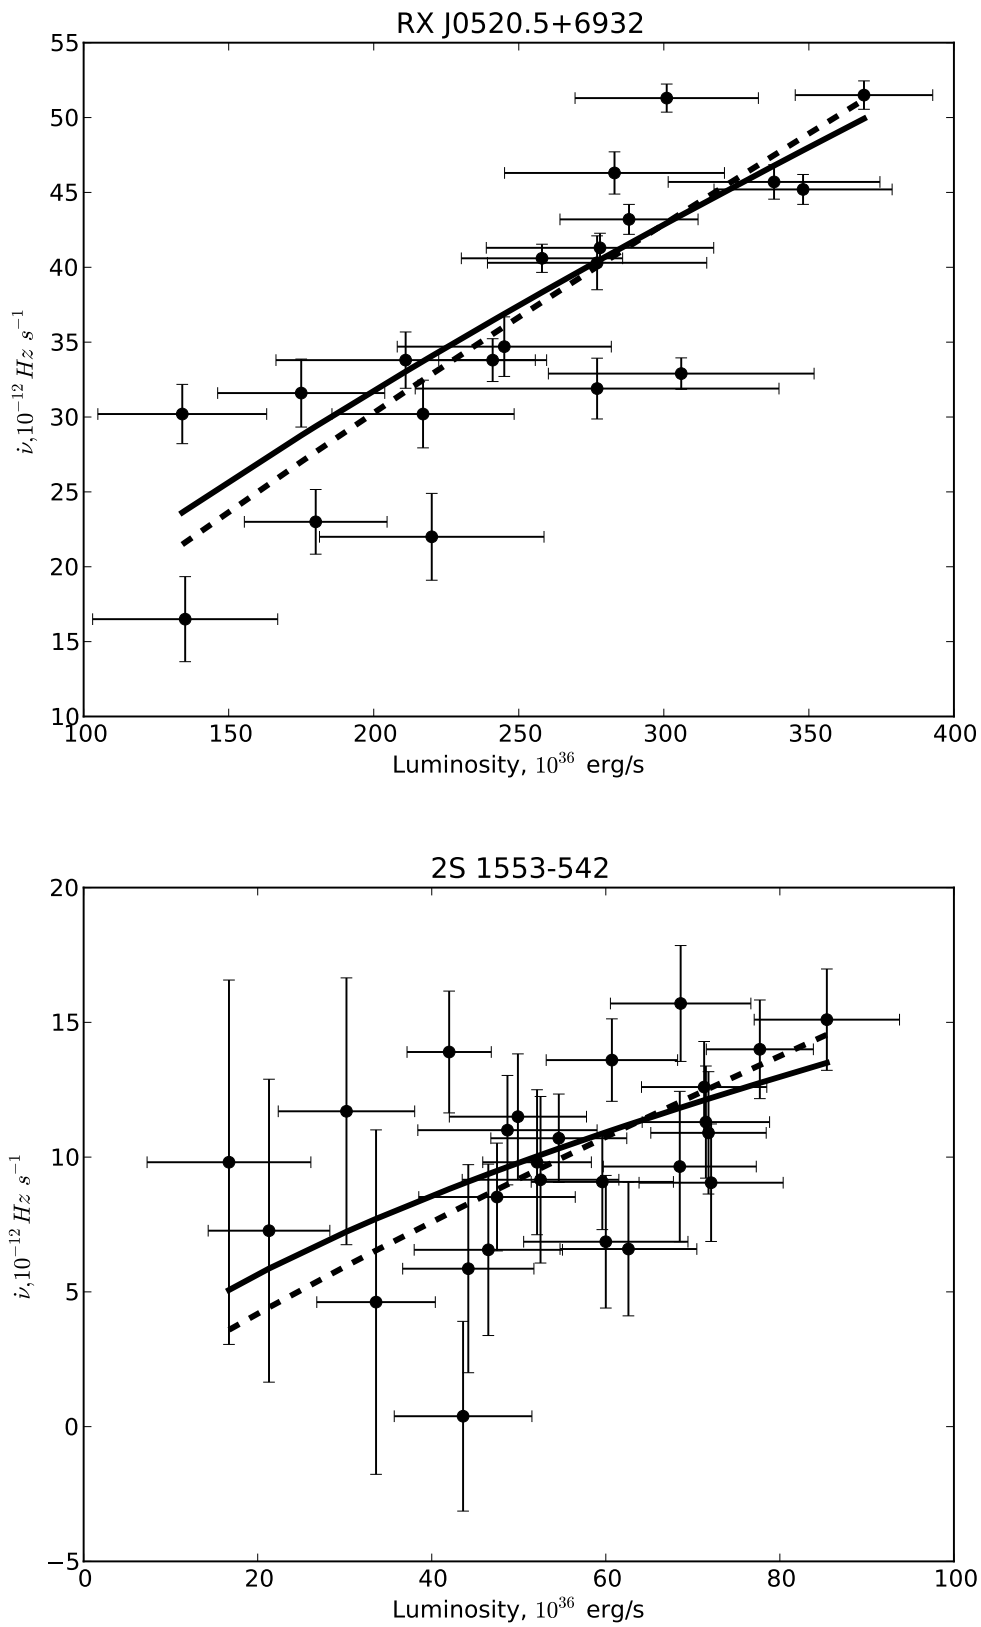 RX J0520.5+6932
55
50
45
40
35
30
25
20
15
10
ν̇,10⁻¹² Hz s⁻¹
100 150 200 250 300 350 400
Luminosity, 10³⁶ erg/s
2S 1553-542
20
15
10
5
0
−5
ν̇,10⁻¹² Hz s⁻¹
0 20 40 60 80 100
Luminosity, 10³⁶ erg/s